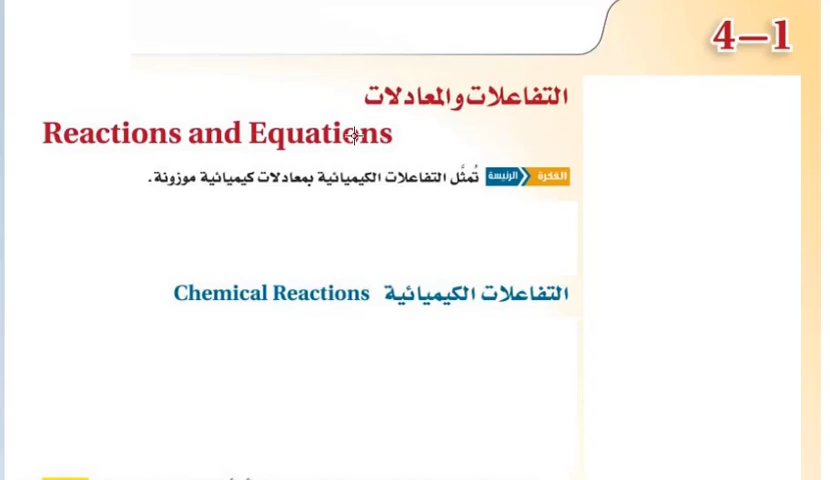 4–1
التفاعلات والمعادلات
Reactions and Equations
الفكرة الرئيسة تُمثَّل التفاعلات الكيميائية بمعادلات كيميائية موزونة.
التفاعلات الكيميائية Chemical Reactions